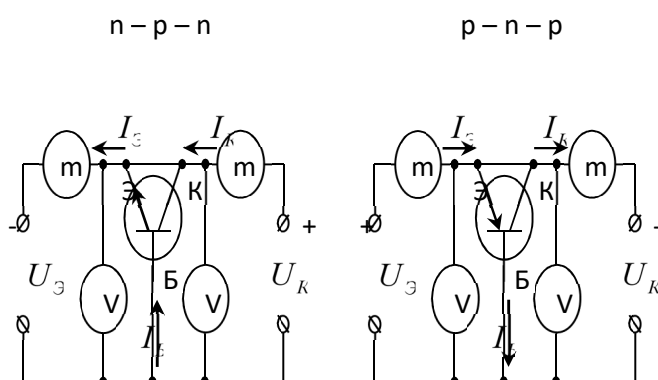 n – p – n
p – n – p
I_Э I_К
I_Э I_К
m m
m m
Э К
Э К
- +
+ -
U_Э Б U_К
U_Э Б U_К
V V
V V
I_Б
I_Б